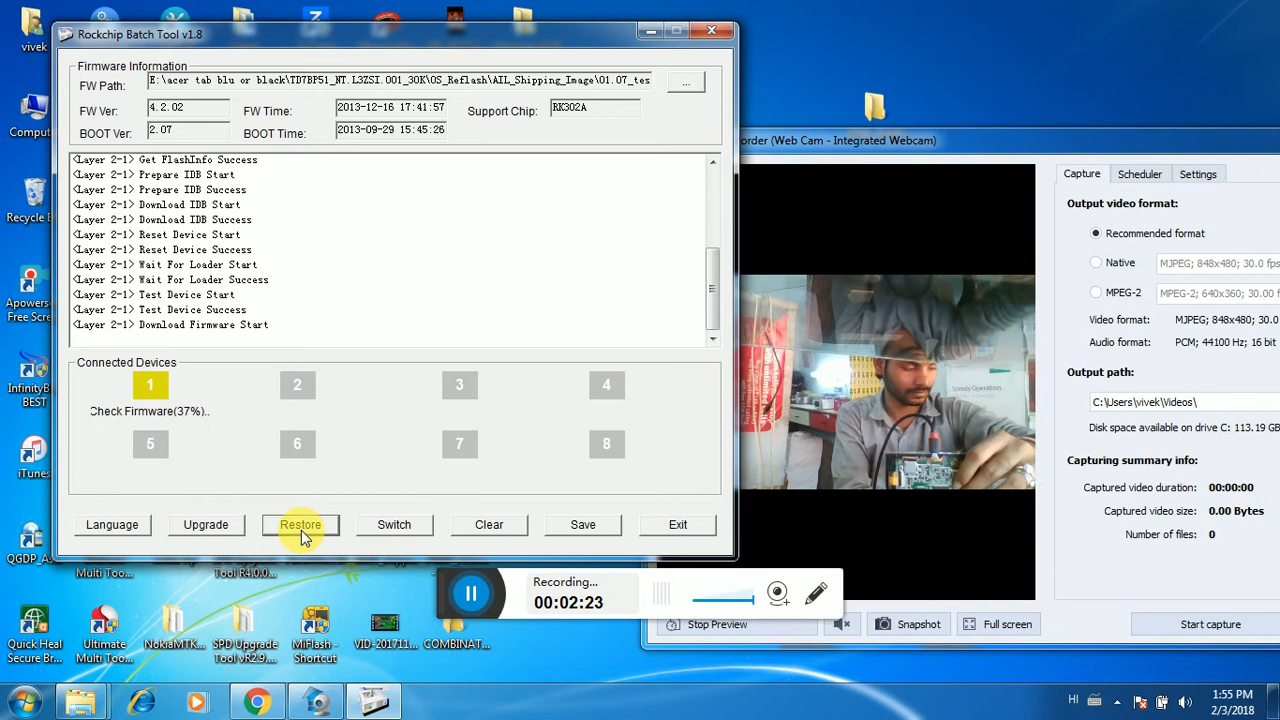 vivek
Comput
Recycle B
Apowers
Free Scre
InfinityB
BEST
iTunes
QGDP_A
Multi Too...
Tool R4.0.0...
Quick Heal
Secure Br...
Ultimate
Multi Too...
NokiaMTK...
SPD Upgrade
Tool vR2.9...
MiFlash -
Shortcut
VID-201711...
COMBINAT...
Rockchip Batch Tool v1.8
Firmware Information
FW Path:
E:\acer tab blu or black\TD7BP51_NT.L3ZSI.001_30K\OS_Reflash\AIL_Shipping_Image\01.07_tes
...
FW Ver:
4.2.02
FW Time:
2013-12-16 17:41:57
Support Chip:
RK302A
BOOT Ver:
2.07
BOOT Time:
2013-09-29 15:45:26
<Layer 2-1> Get FlashInfo Success
<Layer 2-1> Prepare IDB Start
<Layer 2-1> Prepare IDB Success
<Layer 2-1> Download IDB Start
<Layer 2-1> Download IDB Success
<Layer 2-1> Reset Device Start
<Layer 2-1> Reset Device Success
<Layer 2-1> Wait For Loader Start
<Layer 2-1> Wait For Loader Success
<Layer 2-1> Test Device Start
<Layer 2-1> Test Device Success
<Layer 2-1> Download Firmware Start
Connected Devices
1 2 3 4
Check Firmware(37%)..
5 6 7 8
Language Upgrade Restore Switch Clear Save Exit
Recording...
00:02:23
order (Web Cam - Integrated Webcam)
Speedy Operation
Stop Preview
Snapshot
Full screen
Start capture
Capture Scheduler Settings
Output video format:
Recommended format
Native
MJPEG; 848x480; 30.0 fps
MPEG-2
MPEG-2; 640x360; 30.00 f
Video format: MJPEG; 848x480; 30.0 fps
Audio format: PCM; 44100 Hz; 16 bit
Output path:
C:\Users\vivek\Videos\
Disk space available on drive C: 113.19 GB
Capturing summary info:
Captured video duration: 00:00:00
Captured video size: 0.00 Bytes
Number of files: 0
HI
1:55 PM
2/3/2018